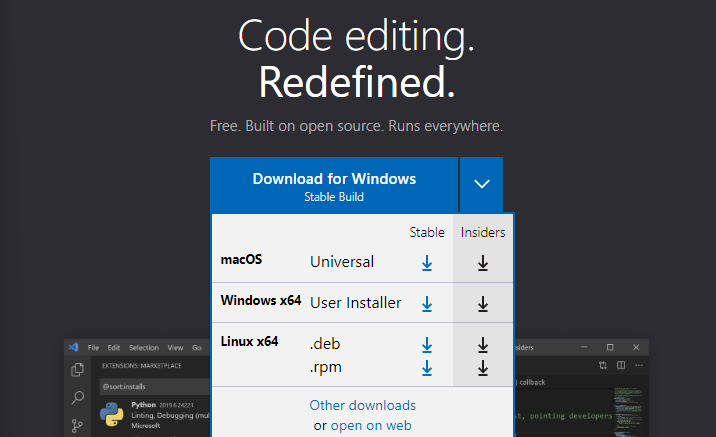 Code editing.
Redefined.
Free. Built on open source. Runs everywhere.
Download for Windows
Stable Build
Stable Insiders
macOS Universal
Windows x64 User Installer
Linux x64 .deb
.rpm
Other downloads
or open on web
File Edit Selection View Go
EXTENSIONS: MARKETPLACE
@sort:installs
Python 2019.6.24221
Linting, Debugging (mul
Microsoft
siders
callback
st, pointing developers